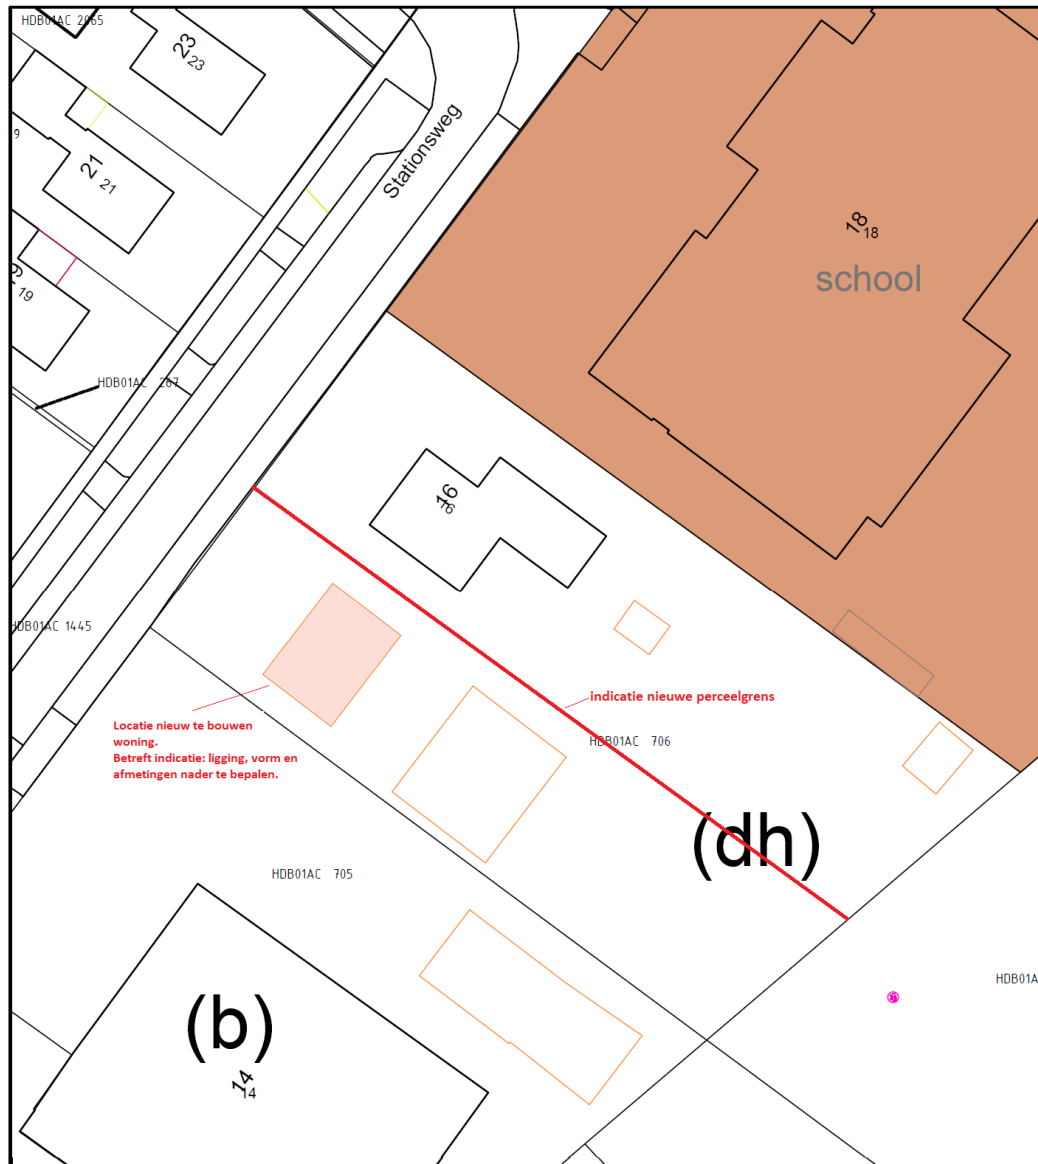 HDB01AC 2065
23
23
Stationsweg
9
21
21
18
18
school
19
HDB01AC 267
16
16
HDB01AC 1445
indicatie nieuwe perceelgrens
Locatie nieuw te bouwen
woning.
Betreft indicatie: ligging, vorm en
afmetingen nader te bepalen.
HDB01AC 706
(dh)
HDB01AC 705
HDB01A
(b)
14
14